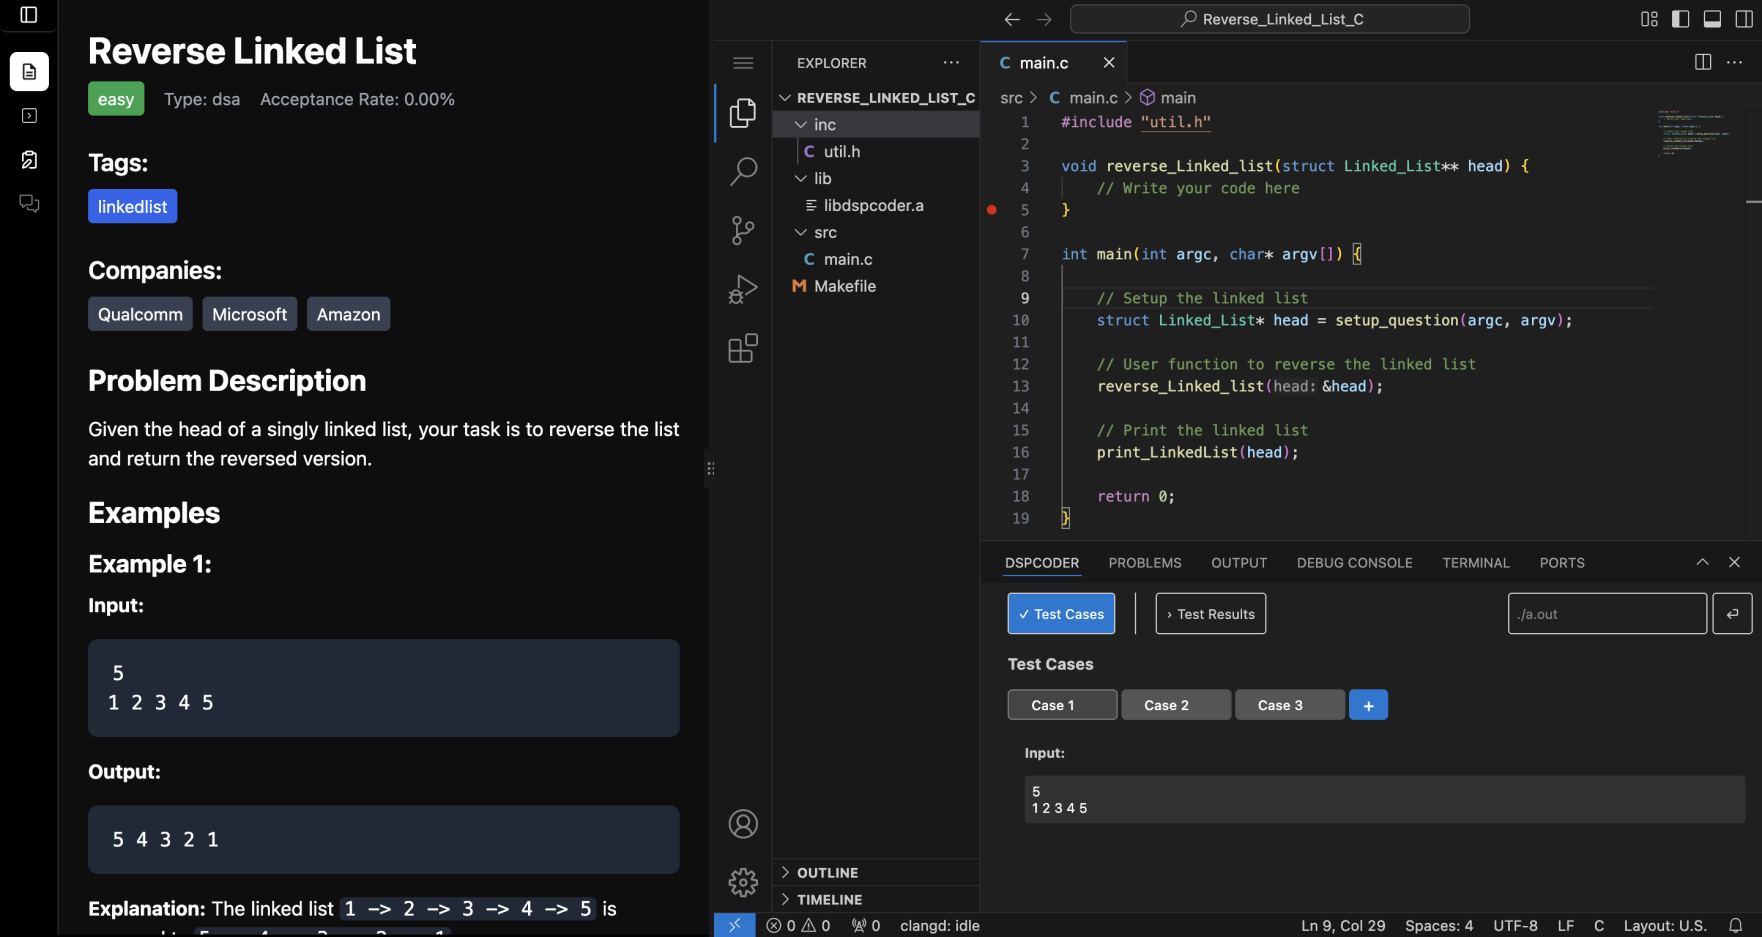 Reverse Linked List
easy Type: dsa Acceptance Rate: 0.00%
Tags:
linkedlist
Companies:
Qualcomm Microsoft Amazon
Problem Description
Given the head of a singly linked list, your task is to reverse the list
and return the reversed version.
Examples
Example 1:
Input:
5
1 2 3 4 5
Output:
5 4 3 2 1
Explanation: The linked list 1 -> 2 -> 3 -> 4 -> 5 is
Reverse_Linked_List_C
EXPLORER
REVERSE_LINKED_LIST_C
inc
C util.h
lib
libdspcoder.a
src
C main.c
M Makefile
OUTLINE
TIMELINE
C main.c
src > C main.c > main
1 #include "util.h"
2
3 void reverse_Linked_list(struct Linked_List** head) {
4 // Write your code here
5 }
6
7 int main(int argc, char* argv[]) {
8
9 // Setup the linked list
10 struct Linked_List* head = setup_question(argc, argv);
11
12 // User function to reverse the linked list
13 reverse_Linked_list(head: &head);
14
15 // Print the linked list
16 print_LinkedList(head);
17
18 return 0;
19 }
DSPCODER PROBLEMS OUTPUT DEBUG CONSOLE TERMINAL PORTS
✓ Test Cases › Test Results ./a.out
Test Cases
Case 1 Case 2 Case 3 +
Input:
5
1 2 3 4 5
0 0 0 clangd: idle Ln 9, Col 29 Spaces: 4 UTF-8 LF C Layout: U.S.